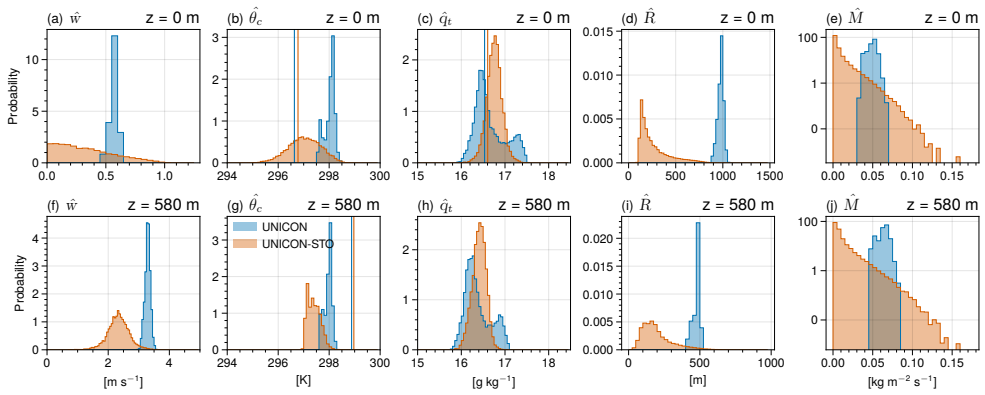 (a) ŵ z = 0 m
(b) θ̂c z = 0 m
(c) q̂t z = 0 m
(d) R̂ z = 0 m
(e) M̂ z = 0 m
Probability
10
5
0
0.0 0.5 1.0
3
2
1
0
294 296 298 300
2
1
0
15 16 17 18
0.015
0.010
0.005
0.000
0 500 1000 1500
100
1
0
0.00 0.05 0.10 0.15
(f) ŵ z = 580 m
(g) θ̂c z = 580 m
(h) q̂t z = 580 m
(i) R̂ z = 580 m
(j) M̂ z = 580 m
UNICON
UNICON-STO
Probability
4
3
2
1
0
0 2 4
[m s⁻¹]
3
2
1
0
294 296 298 300
[K]
2
1
0
15 16 17 18
[g kg⁻¹]
0.020
0.015
0.010
0.005
0.000
0 500 1000
[m]
100
1
0
0.00 0.05 0.10 0.15
[kg m⁻² s⁻¹]